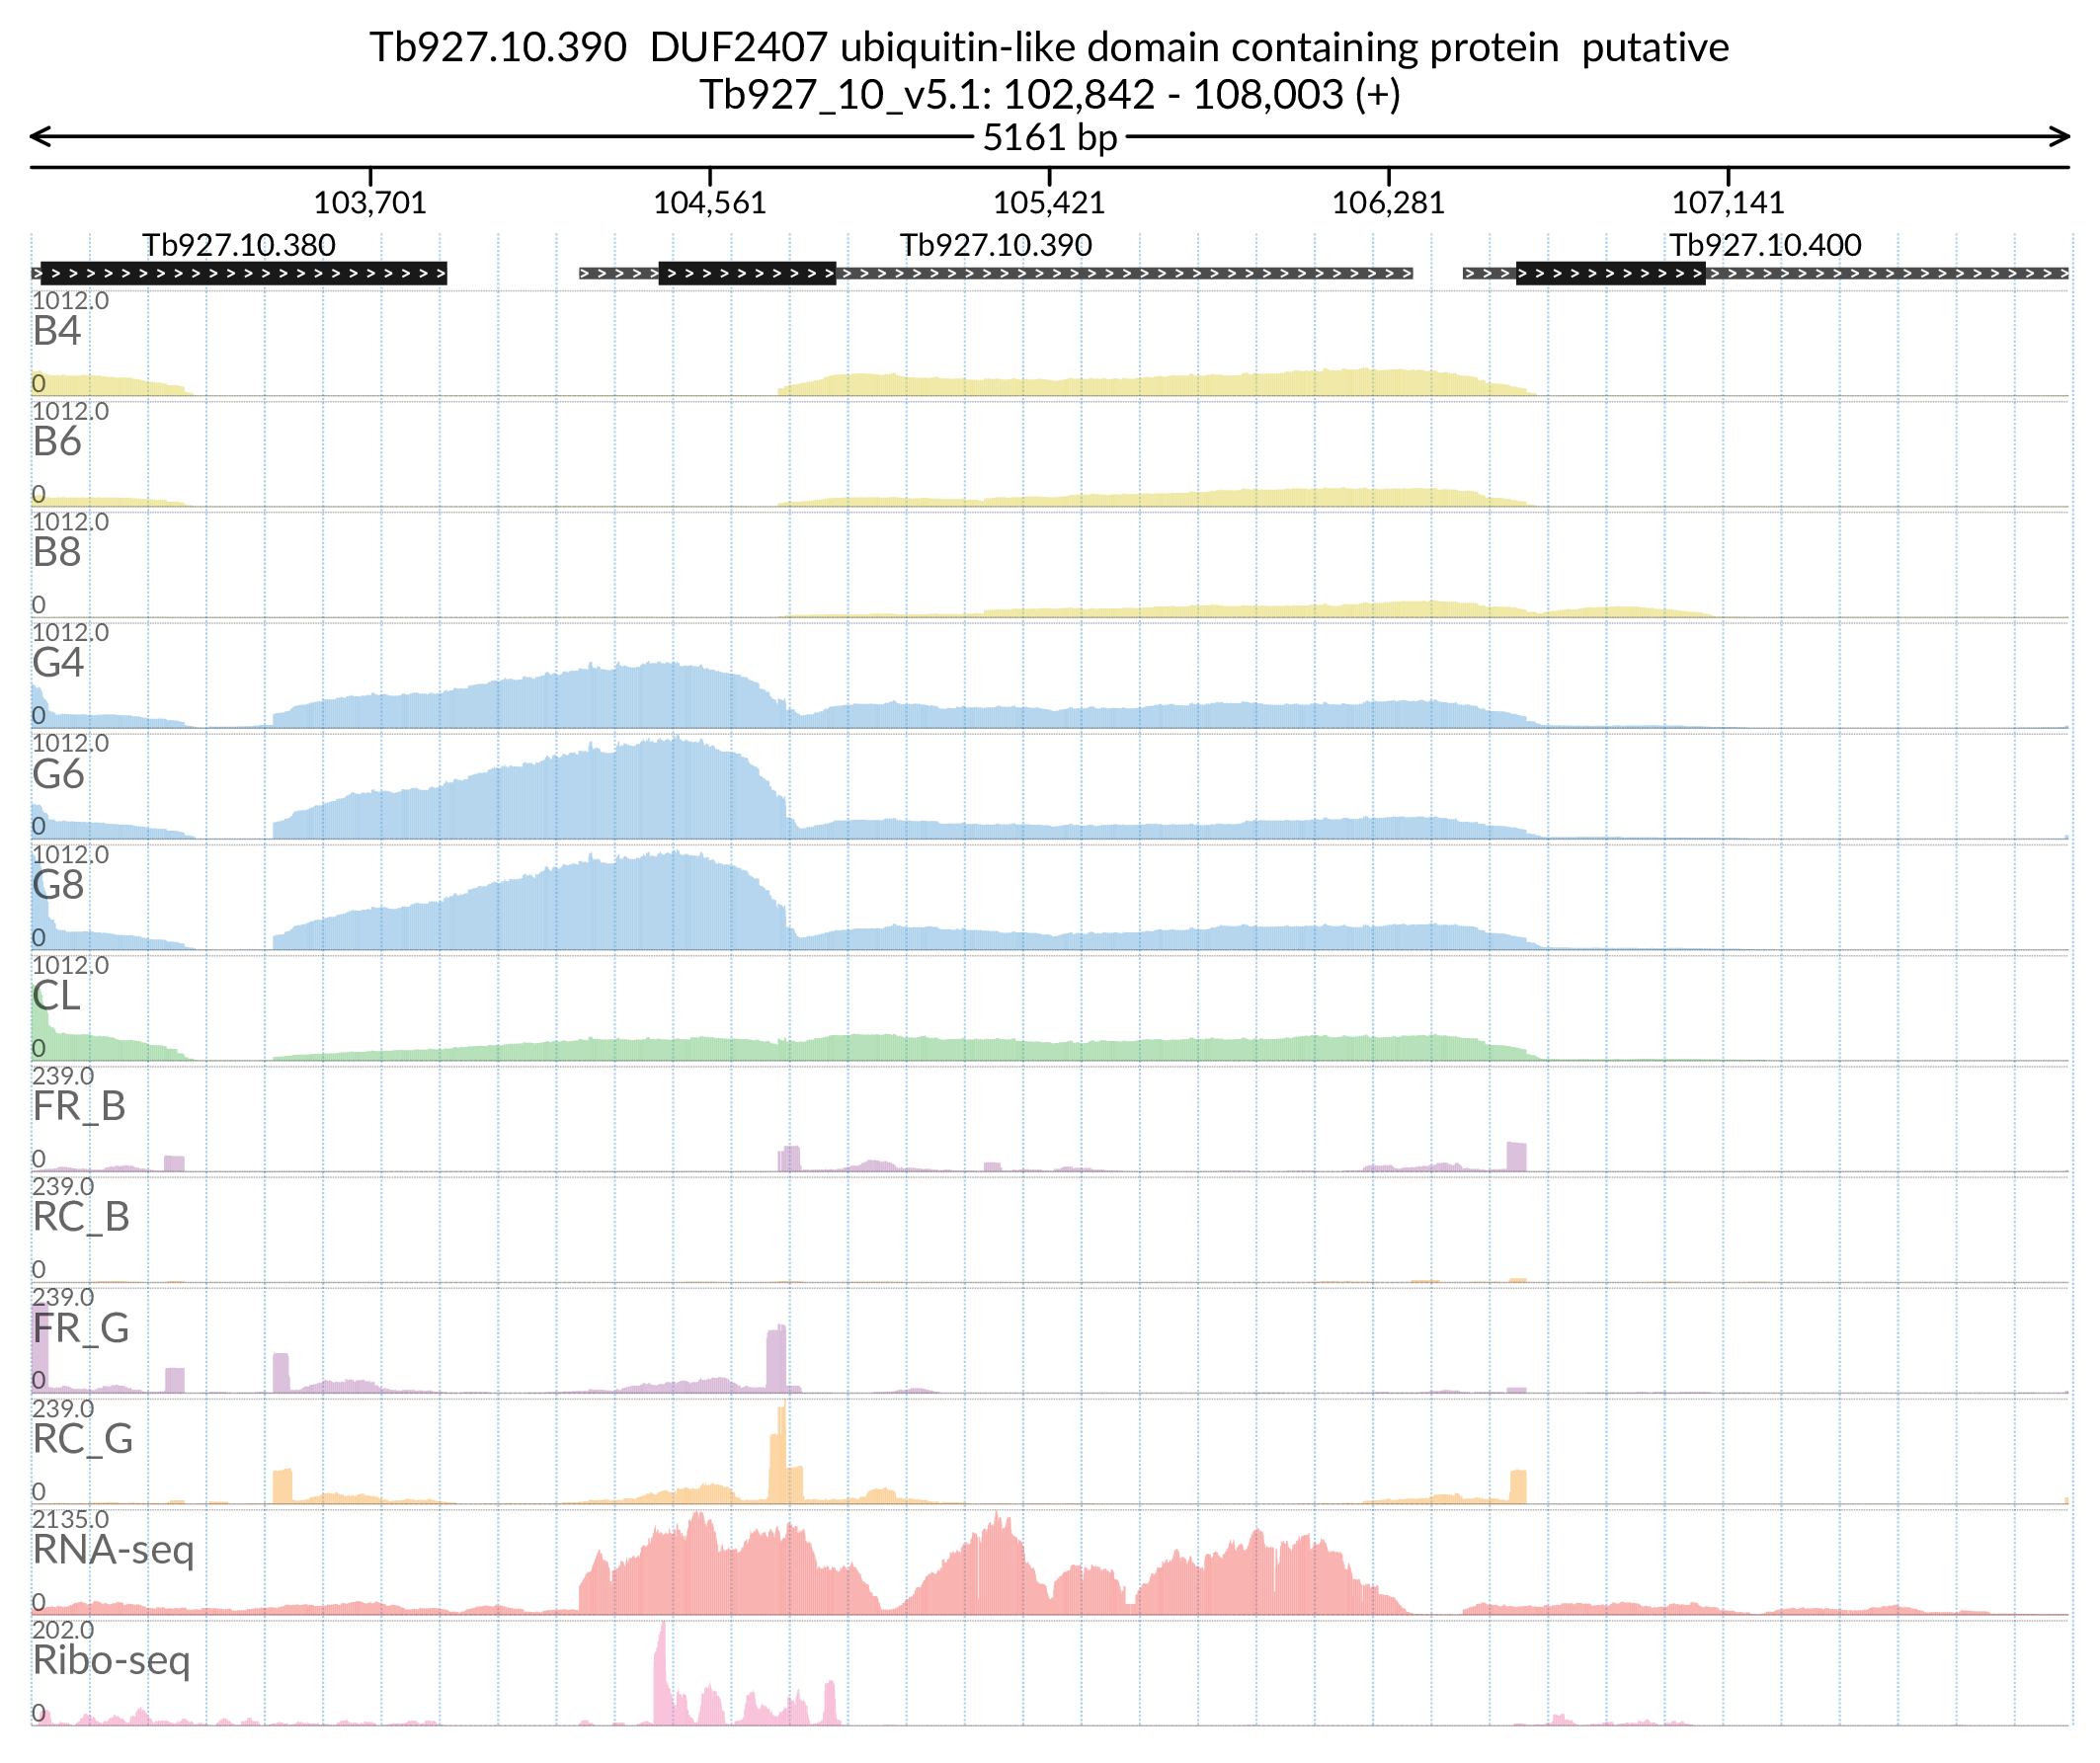 Tb927.10.390  DUF2407 ubiquitin-like domain containing protein  putative
Tb927_10_v5.1: 102,842 - 108,003 (+)
5161 bp
103,701 104,561 105,421 106,281 107,141
Tb927.10.380 Tb927.10.390 Tb927.10.400
1012.0
B4
0
1012.0
B6
0
1012.0
B8
0
1012.0
G4
0
1012.0
G6
0
1012.0
G8
0
1012.0
CL
0
239.0
FR_B
0
239.0
RC_B
0
239.0
FR_G
0
239.0
RC_G
0
2135.0
RNA-seq
0
202.0
Ribo-seq
0